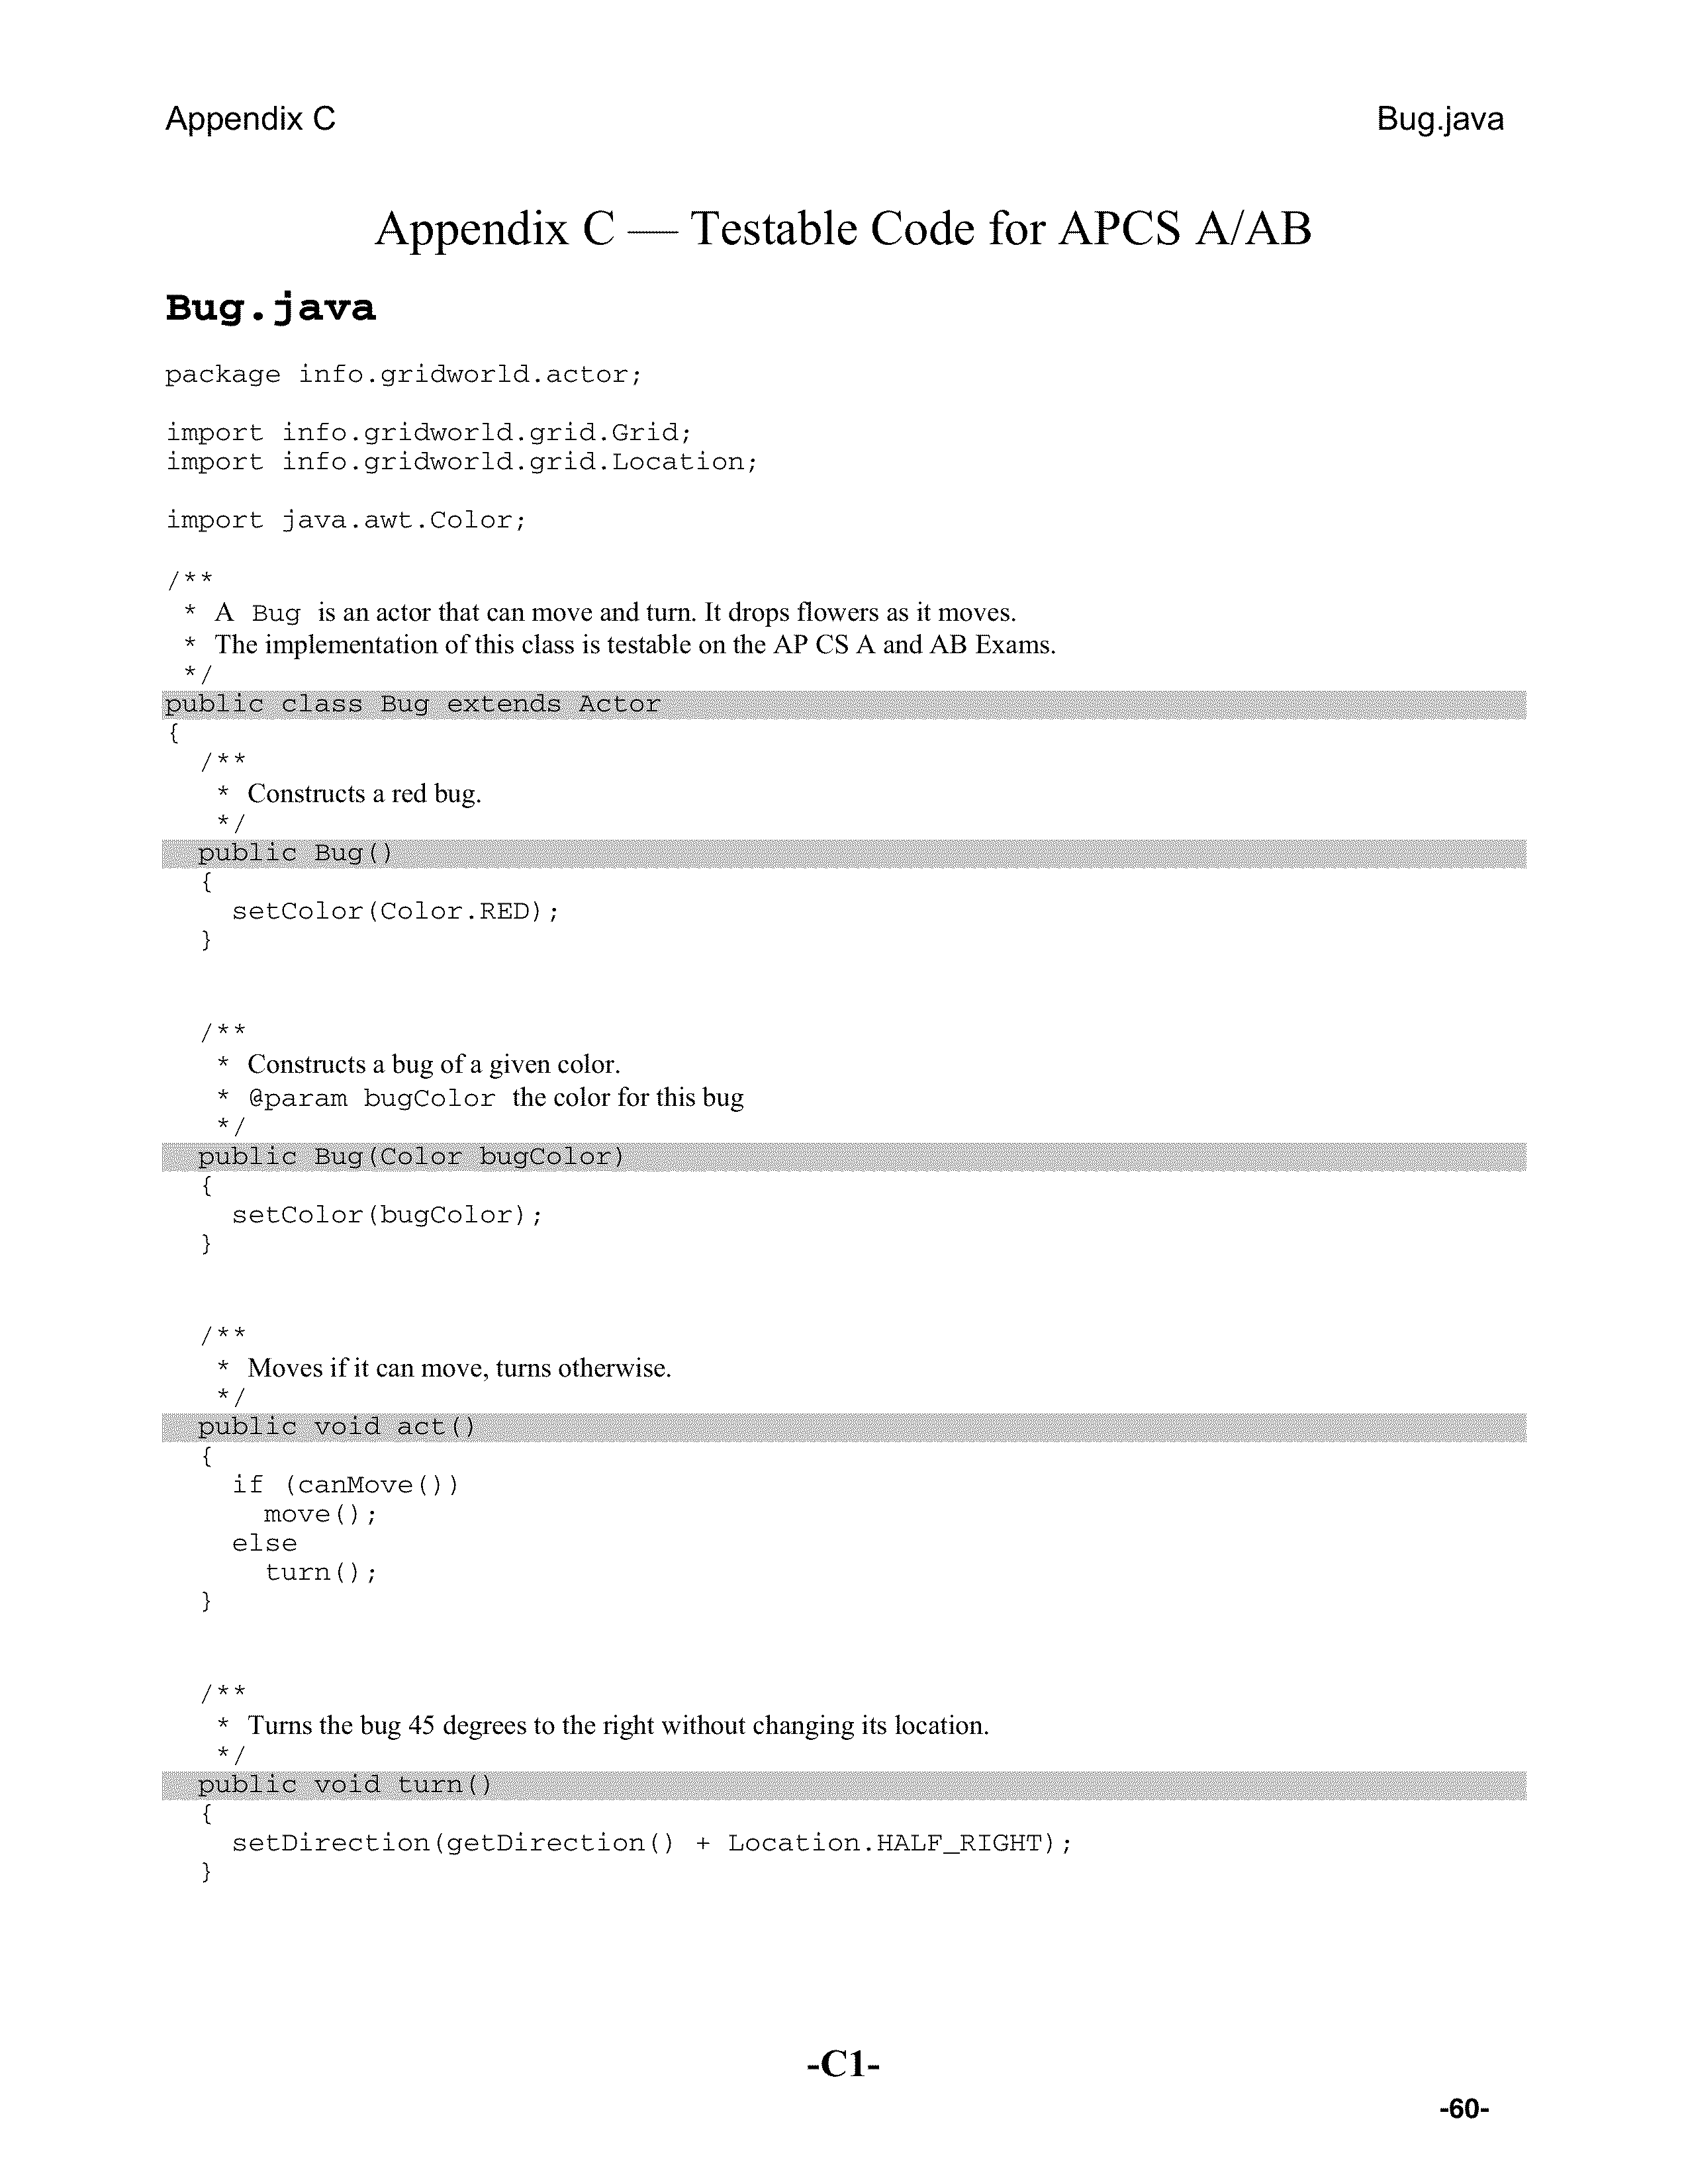 Appendix C Bug.java
Appendix C — Testable Code for APCS A/AB
Bug.java
package info.gridworld.actor;
import info.gridworld.grid.Grid;
import info.gridworld.grid.Location;
import java.awt.Color;
/**
* A Bug is an actor that can move and turn. It drops flowers as it moves.
* The implementation of this class is testable on the AP CS A and AB Exams.
*/
public class Bug extends Actor
{
/**
* Constructs a red bug.
*/
public Bug()
{
setColor(Color.RED);
}
/**
* Constructs a bug of a given color.
* @param bugColor the color for this bug
*/
public Bug(Color bugColor)
{
setColor(bugColor);
}
/**
* Moves if it can move, turns otherwise.
*/
public void act()
{
if (canMove())
move();
else
turn();
}
/**
* Turns the bug 45 degrees to the right without changing its location.
*/
public void turn()
{
setDirection(getDirection() + Location.HALF_RIGHT);
}
-C1-
-60-